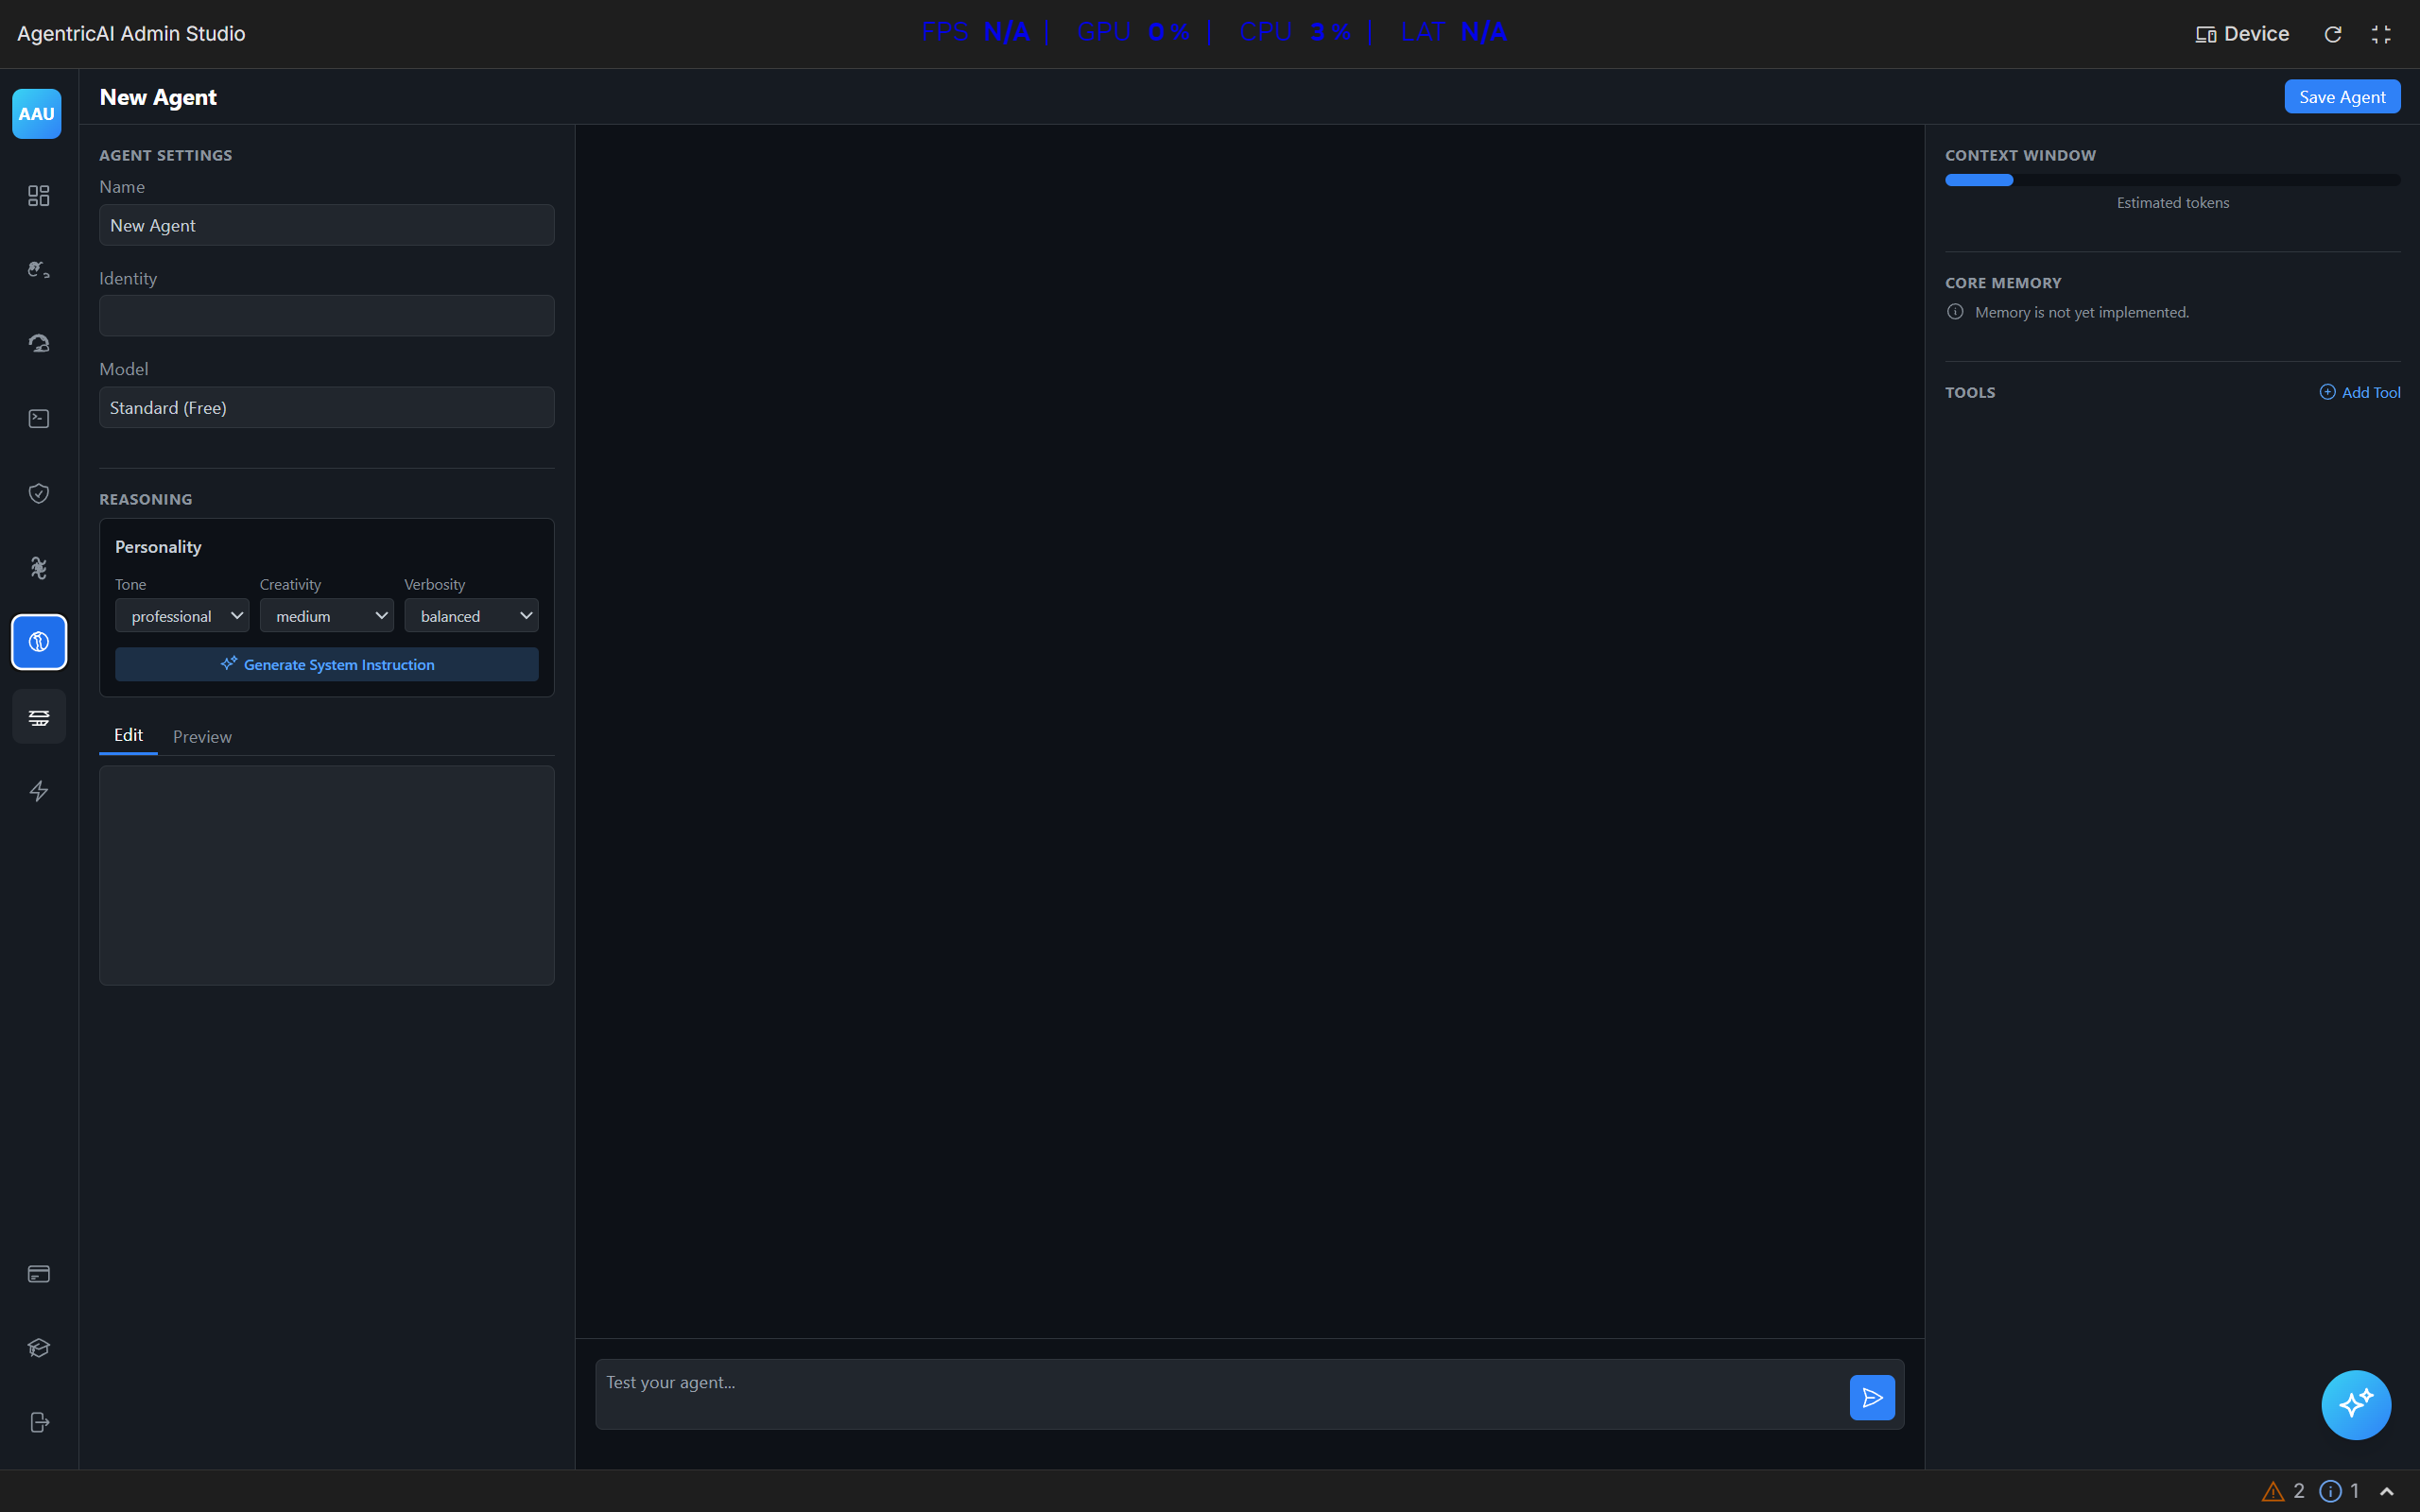 AgentricAI Admin Studio
FPS N/A | GPU 0 % | CPU 3 % | LAT N/A
Device
AAU
New Agent
Save Agent
AGENT SETTINGS
Name
New Agent
Identity
Model
Standard (Free)
REASONING
Personality
Tone Creativity Verbosity
professional medium balanced
Generate System Instruction
Edit Preview
Test your agent...
CONTEXT WINDOW
Estimated tokens
CORE MEMORY
Memory is not yet implemented.
TOOLS
Add Tool
2 1